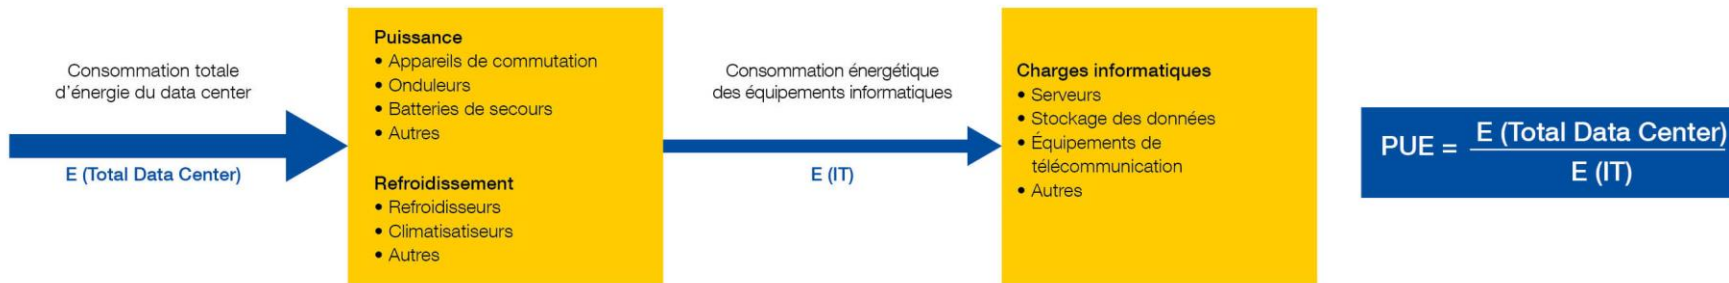 Consommation totale
d'énergie du data center
E (Total Data Center)
Puissance
• Appareils de commutation
• Onduleurs
• Batteries de secours
• Autres
Refroidissement
• Refroidisseurs
• Climatisatiseurs
• Autres
Consommation énergétique
des équipements informatiques
E (IT)
Charges informatiques
• Serveurs
• Stockage des données
• Équipements de
télécommunication
• Autres
PUE = E (Total Data Center)
E (IT)